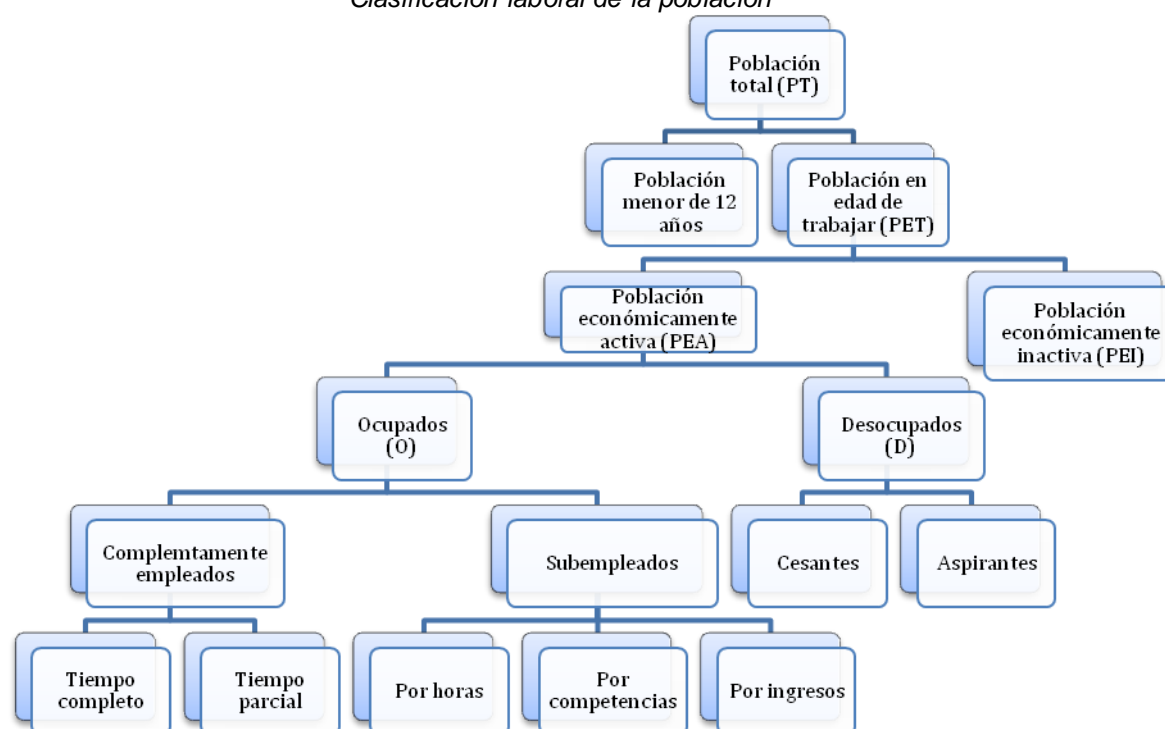 Clasificación laboral de la población
Población
total (PT)
Población
menor de 12
años
Población en
edad de
trabajar (PET)
Población
económicamente
activa (PEA)
Población
económicamente
inactiva (PEI)
Ocupados
(O)
Desocupados
(D)
Complemtamente
empleados
Subempleados
Cesantes
Aspirantes
Tiempo
completo
Tiempo
parcial
Por horas
Por
competencias
Por ingresos